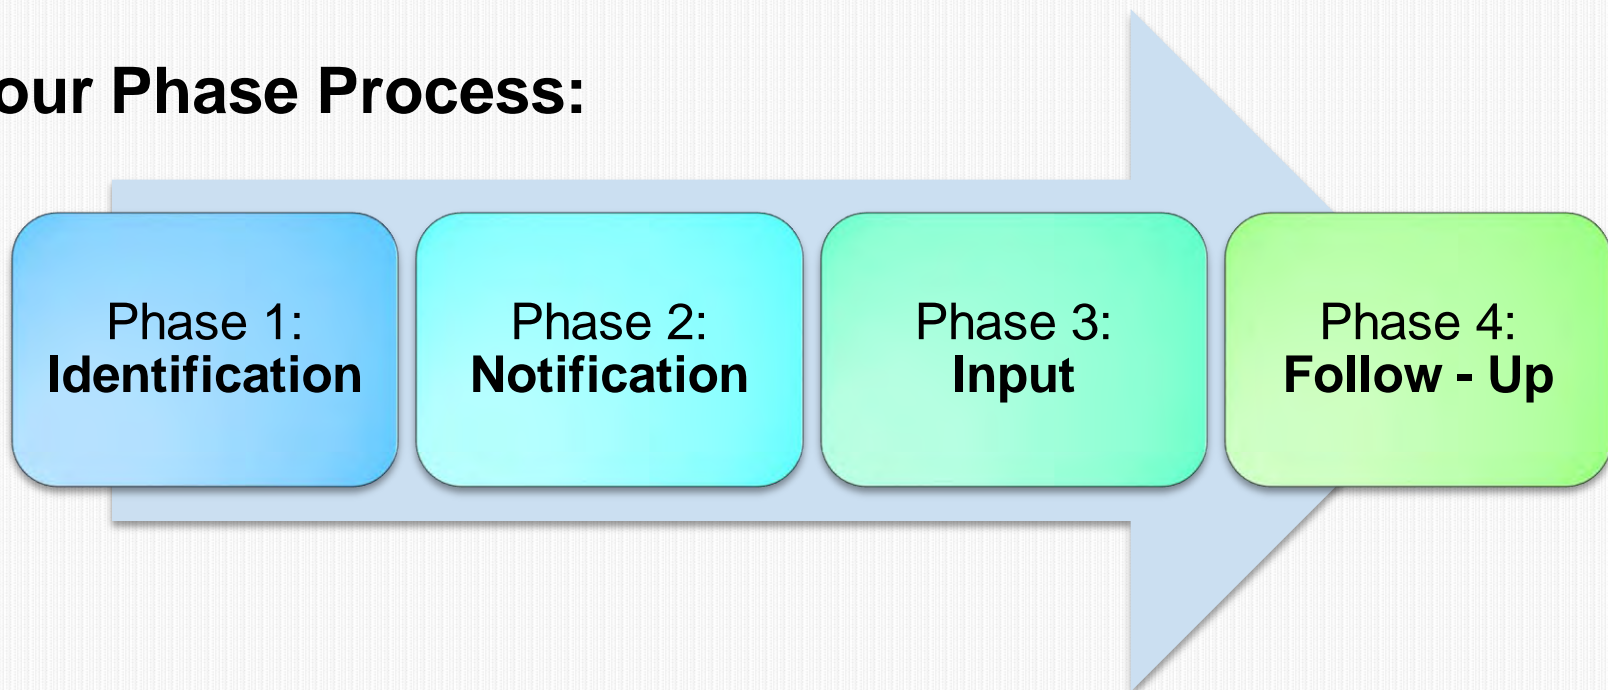 our Phase Process:
Phase 1:
Identification
Phase 2:
Notification
Phase 3:
Input
Phase 4:
Follow - Up